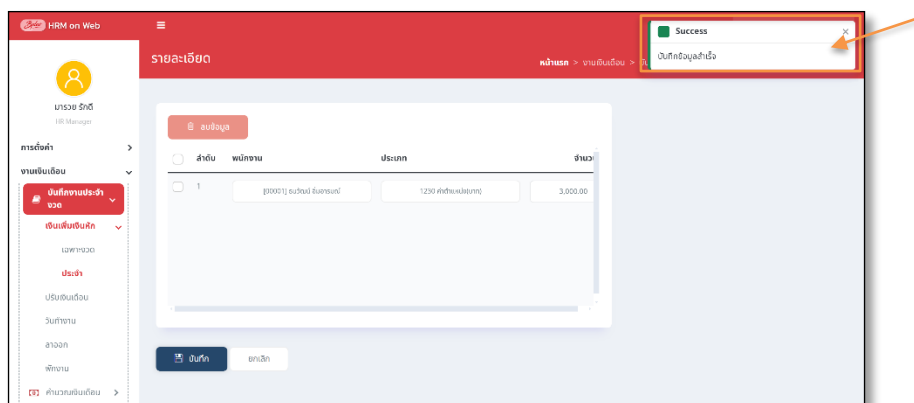 HRM on Web
Success
×
บันทึกข้อมูลสำเร็จ
รายละเอียด
หน้าแรก > งานเงินเดือน >
มารวย รักดี
HR Manager
การตั้งค่า
งานเงินเดือน
บันทึกงานประจำ
งวด
เงินเพิ่มเงินหัก
เฉพาะงวด
ประจำ
ปรับเงินเดือน
วันทำงาน
ลาออก
พักงาน
คำนวณเงินเดือน
ลบข้อมูล
ลำดับ พนักงาน ประเภท จำนว
1 [00001] 1230 ค่าตำแหน่ง(บาท) 3,000.00
บันทึก ยกเลิก